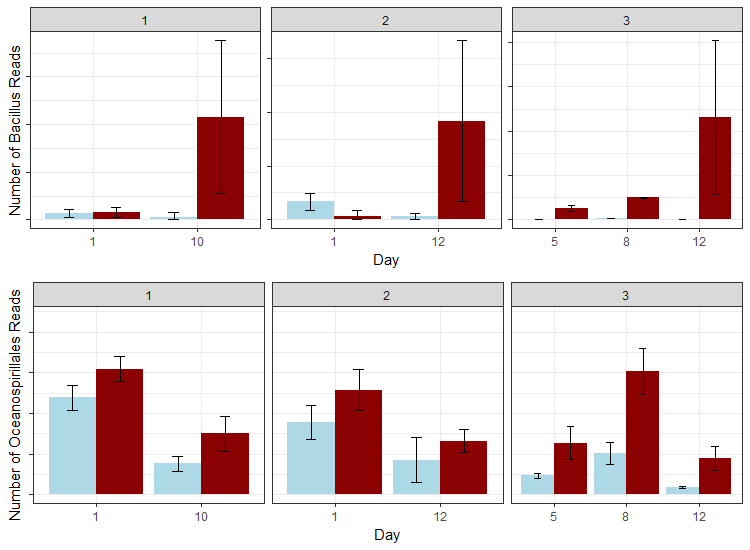 Number of Bacillus Reads
1 2 3
1 10 1 12 5 8 12
Day
Number of Oceanospirillales Reads
1 2 3
1 10 1 12 5 8 12
Day